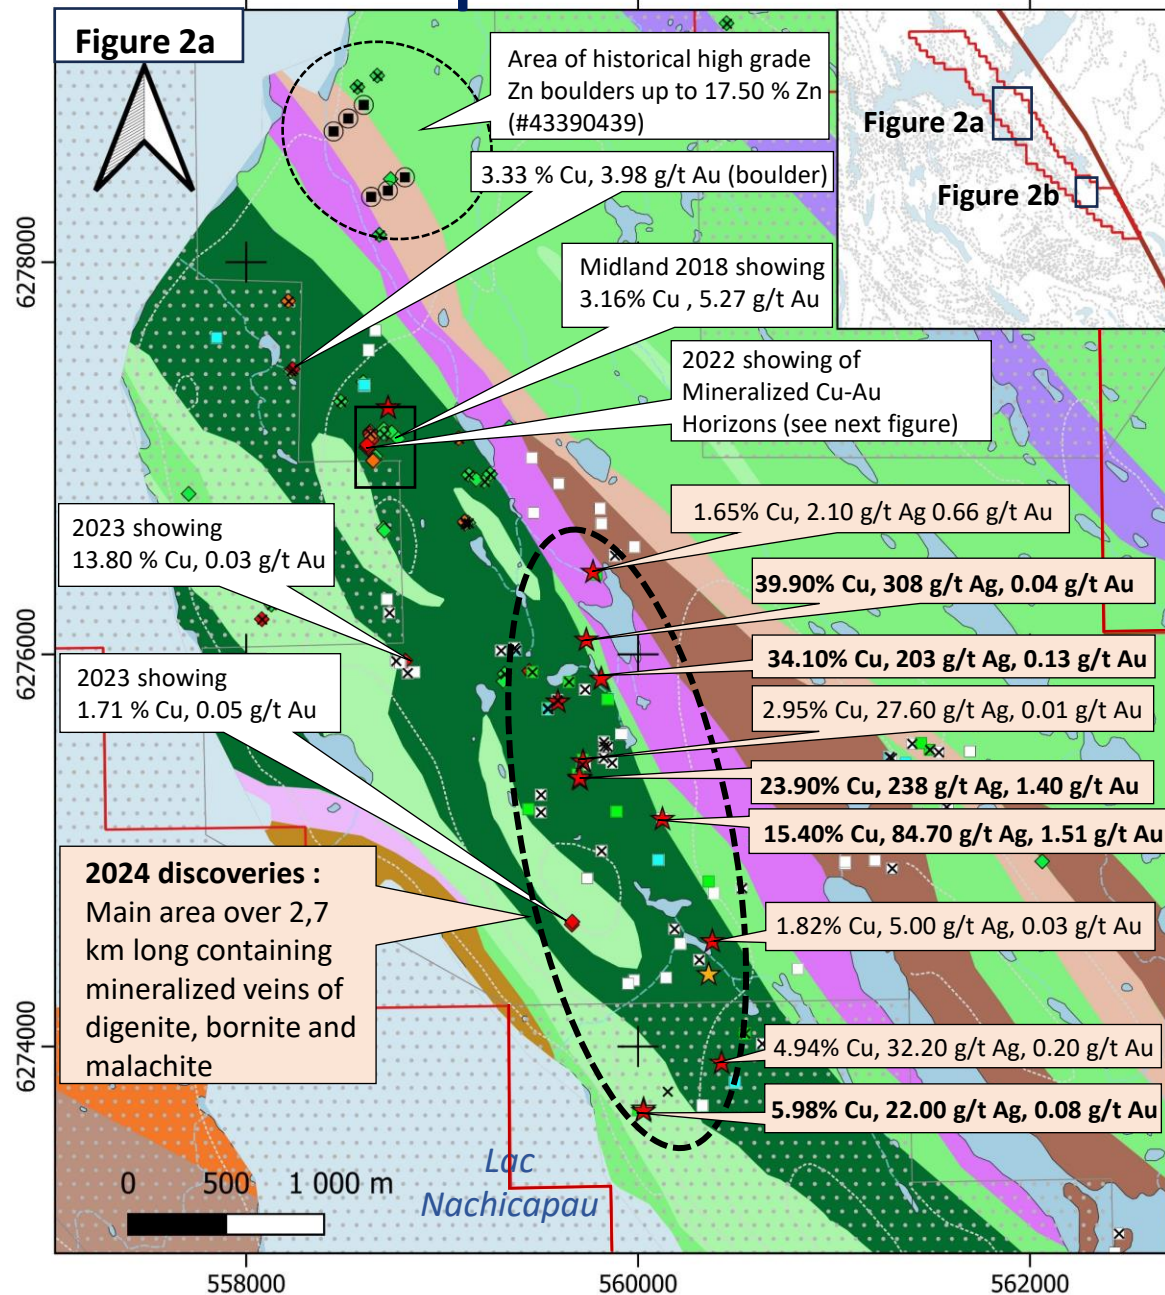 Figure 2a
Area of historical high grade
Zn boulders up to 17.50 % Zn
(#43390439)
Figure 2a
Figure 2b
3.33 % Cu, 3.98 g/t Au (boulder)
Midland 2018 showing
3.16% Cu , 5.27 g/t Au
2022 showing of
Mineralized Cu-Au
Horizons (see next figure)
1.65% Cu, 2.10 g/t Ag 0.66 g/t Au
2023 showing
13.80 % Cu, 0.03 g/t Au
39.90% Cu, 308 g/t Ag, 0.04 g/t Au
34.10% Cu, 203 g/t Ag, 0.13 g/t Au
2023 showing
1.71 % Cu, 0.05 g/t Au
2.95% Cu, 27.60 g/t Ag, 0.01 g/t Au
23.90% Cu, 238 g/t Ag, 1.40 g/t Au
15.40% Cu, 84.70 g/t Ag, 1.51 g/t Au
2024 discoveries :
Main area over 2,7
km long containing
mineralized veins of
digenite, bornite and
malachite
1.82% Cu, 5.00 g/t Ag, 0.03 g/t Au
4.94% Cu, 32.20 g/t Ag, 0.20 g/t Au
5.98% Cu, 22.00 g/t Ag, 0.08 g/t Au
Lac
Nachicapau
0 500 1 000 m
6278000
6276000
6274000
558000 560000 562000